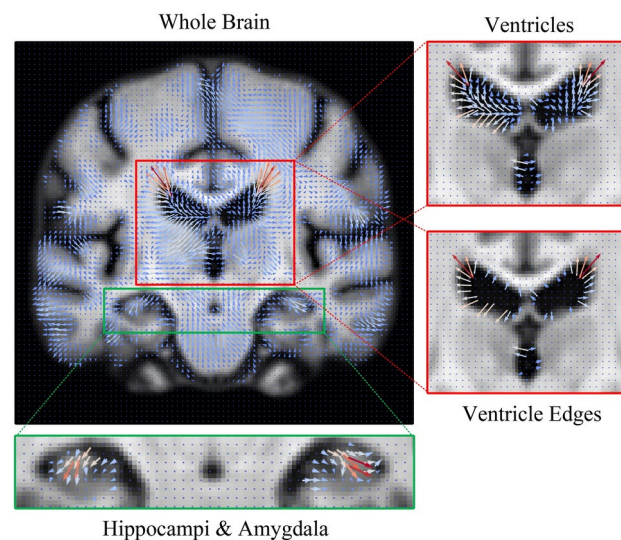 Whole Brain
Ventricles
Ventricle Edges
Hippocampi & Amygdala